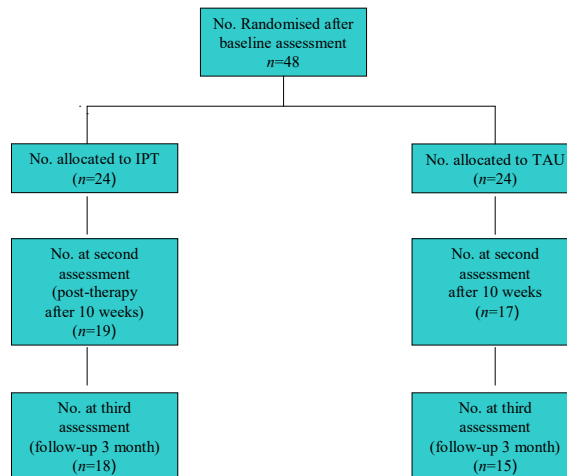 No. Randomised after
baseline assessment
n=48
No. allocated to IPT
(n=24)
No. allocated to TAU
(n=24)
No. at second
assessment
(post-therapy
after 10 weeks)
(n=19)
No. at second
assessment
after 10 weeks
(n=17)
No. at third
assessment
(follow-up 3 month)
(n=18)
No. at third
assessment
(follow-up 3 month)
(n=15)